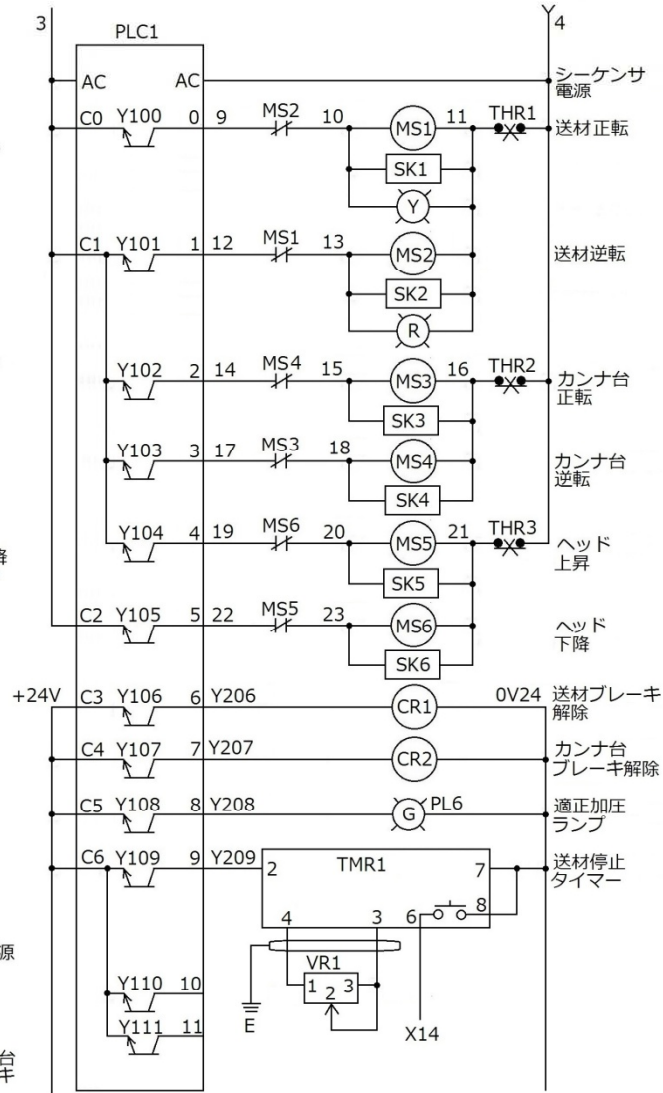 3
PLC1
4
AC AC シーケンサ
電源
C0 Y100 0 9 MS2 10 MS1 11 THR1 送材正転
SK1
Y
C1 Y101 1 12 MS1 13 MS2 送材逆転
SK2
R
Y102 2 14 MS4 15 MS3 16 THR2 カンナ台
正転
SK3
Y103 3 17 MS3 18 MS4 カンナ台
逆転
SK4
Y104 4 19 MS6 20 MS5 21 THR3 ヘッド
上昇
降
SK5
C2 Y105 5 22 MS5 23 MS6 ヘッド
下降
SK6
+24V C3 Y106 6 Y206 CR1 0V24 送材ブレーキ
解除
C4 Y107 7 Y207 CR2 カンナ台
ブレーキ解除
C5 Y108 8 Y208 G PL6 適正加圧
ランプ
C6 Y109 9 Y209 2 TMR1 7 送材停止
タイマー
4 3 6 8
源
VR1
Y110 10 1 2 3
E X14
Y111 11
台
キ